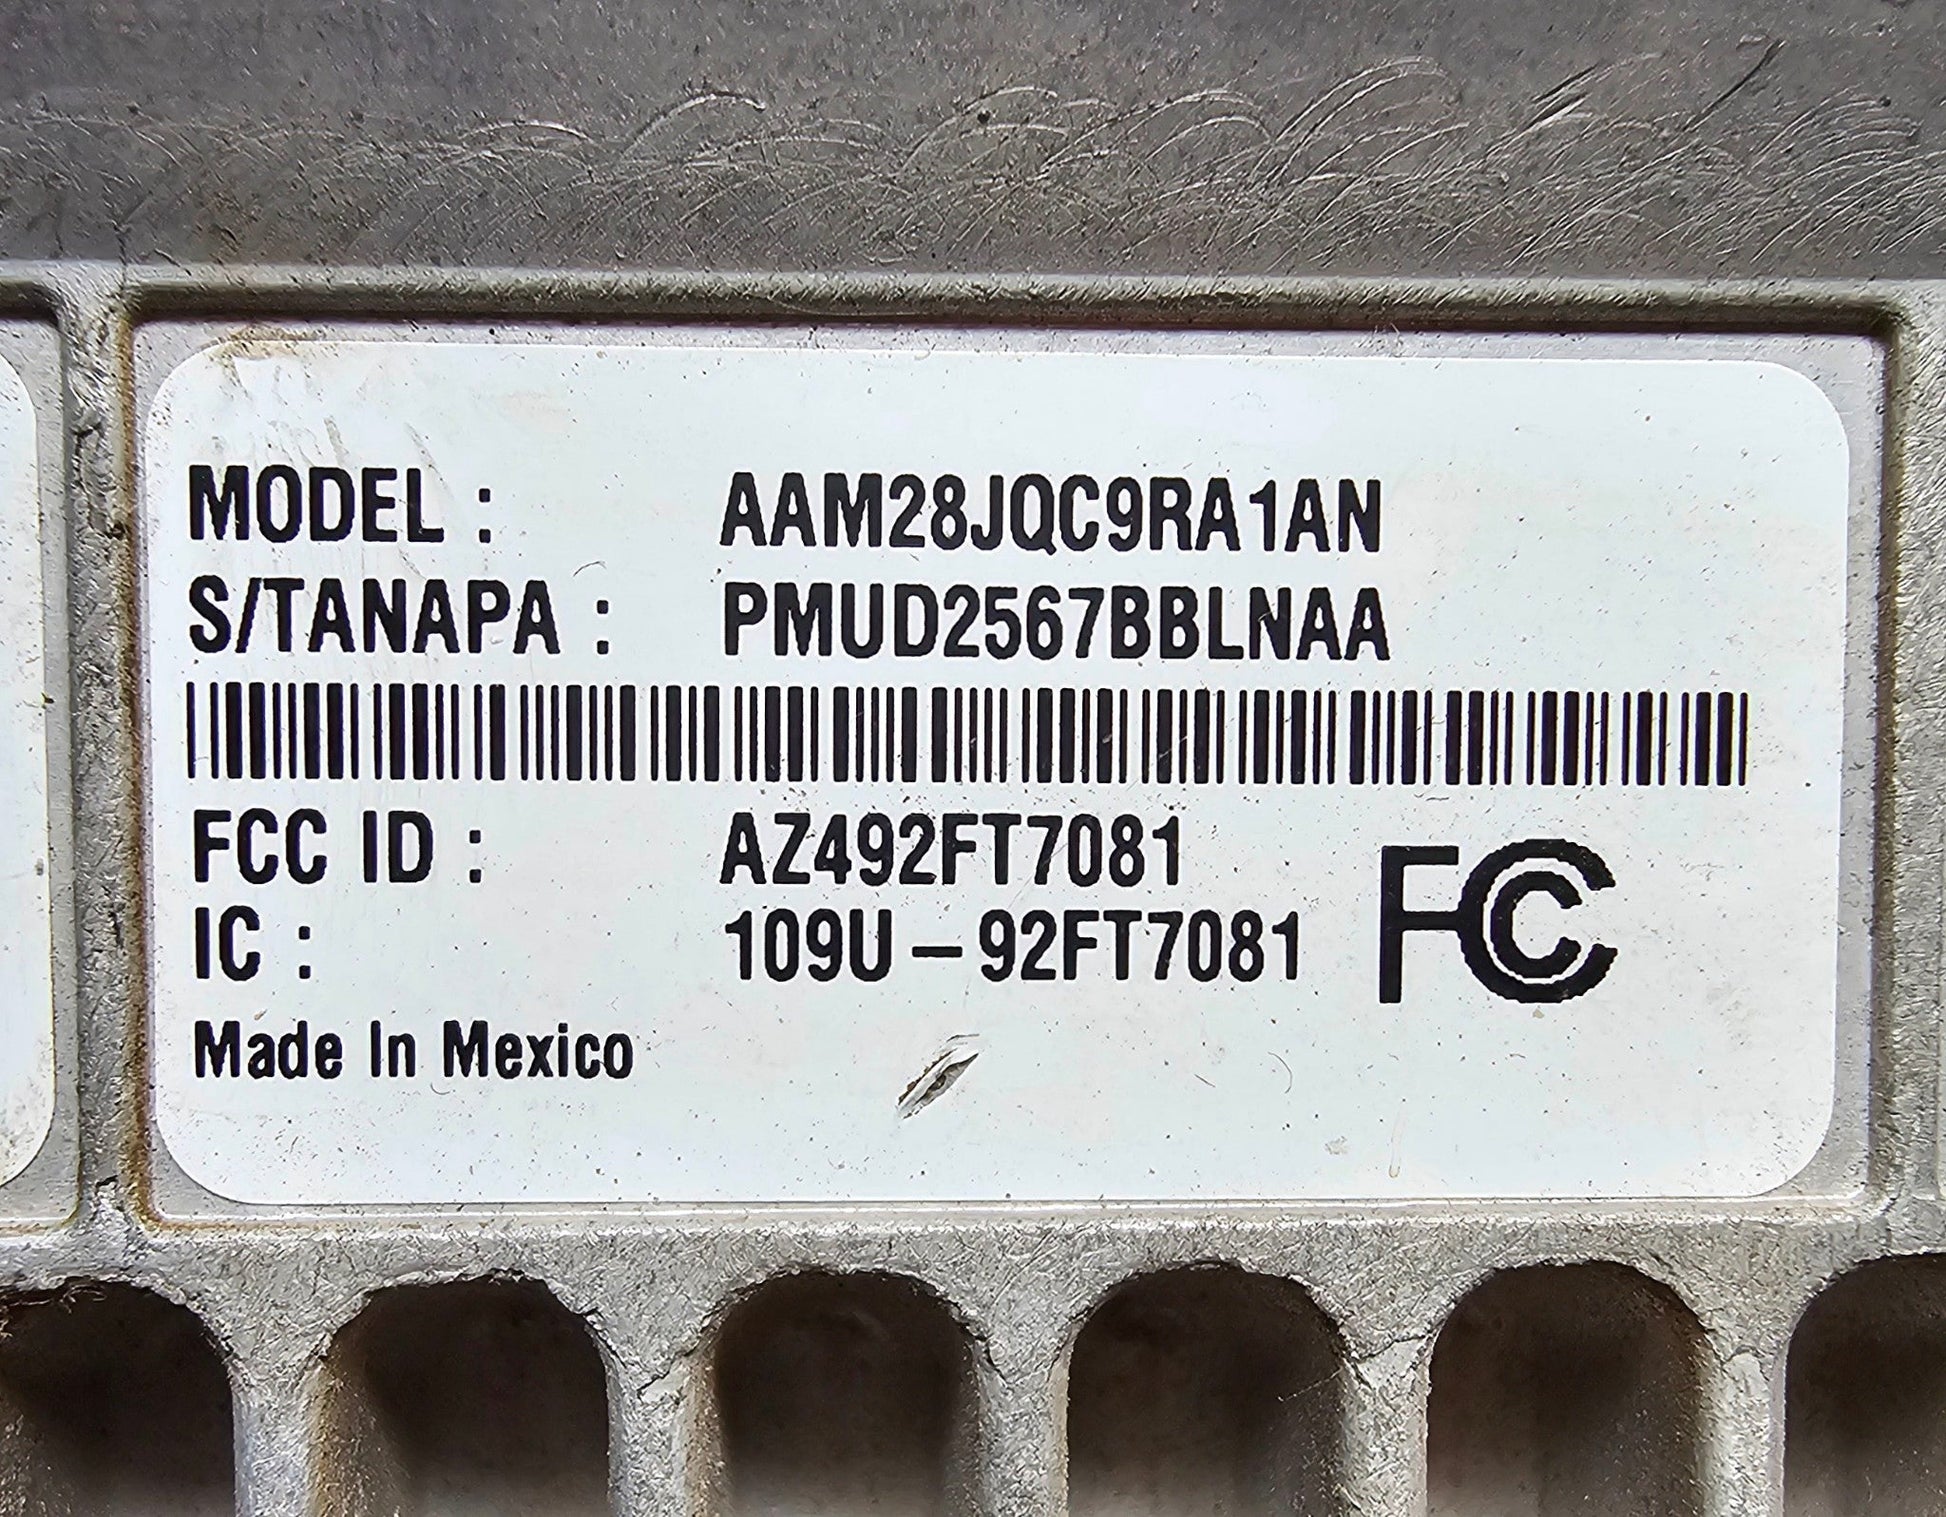 MODEL : AAM28JQC9RA1AN
S/TANAPA : PMUD2567BBLNAA
FCC ID : AZ492FT7081
IC : 109U-92FT7081
FC
Made In Mexico